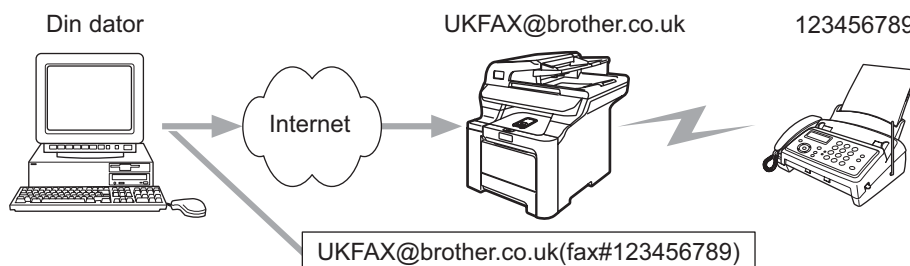 Din dator
UKFAX@brother.co.uk
123456789
Internet
UKFAX@brother.co.uk(fax#123456789)